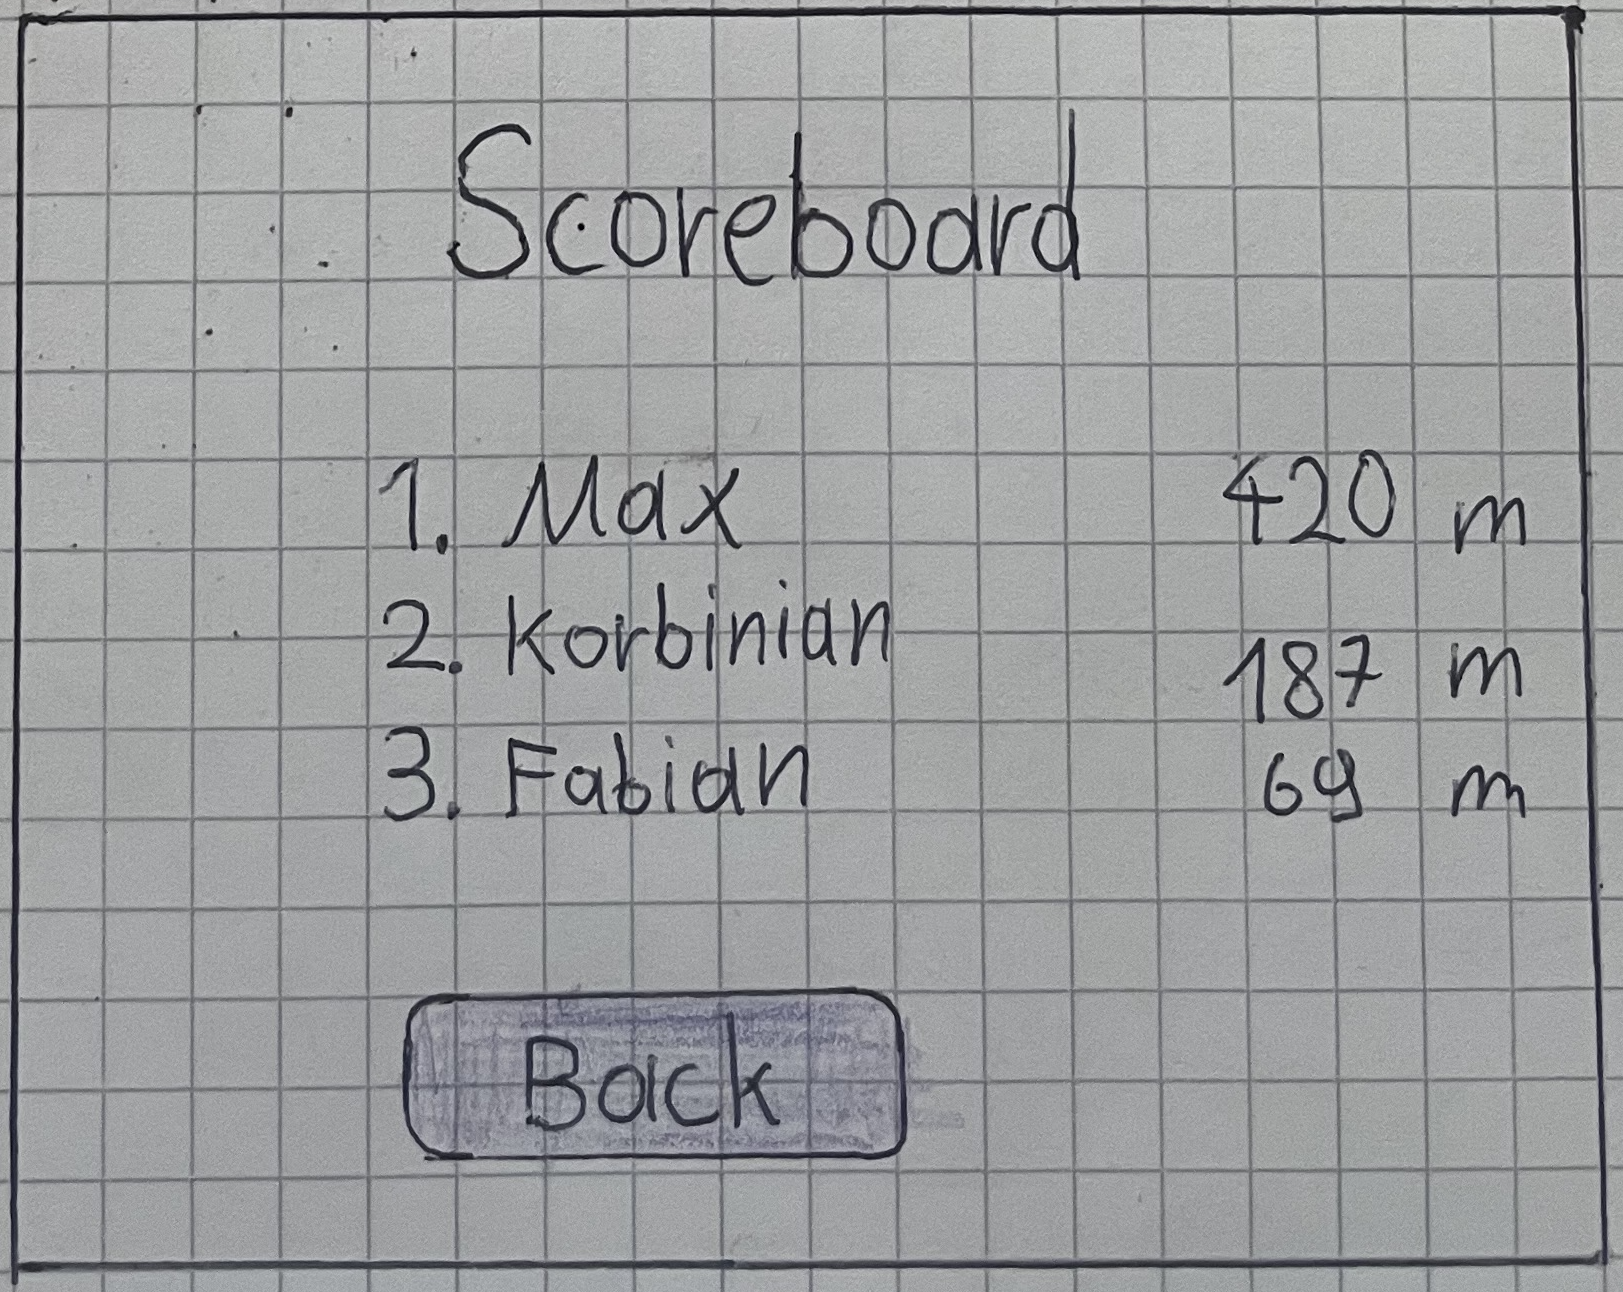 Scoreboard
1. Max 420 m
2. Korbinian 187 m
3. Fabian 69 m
Back